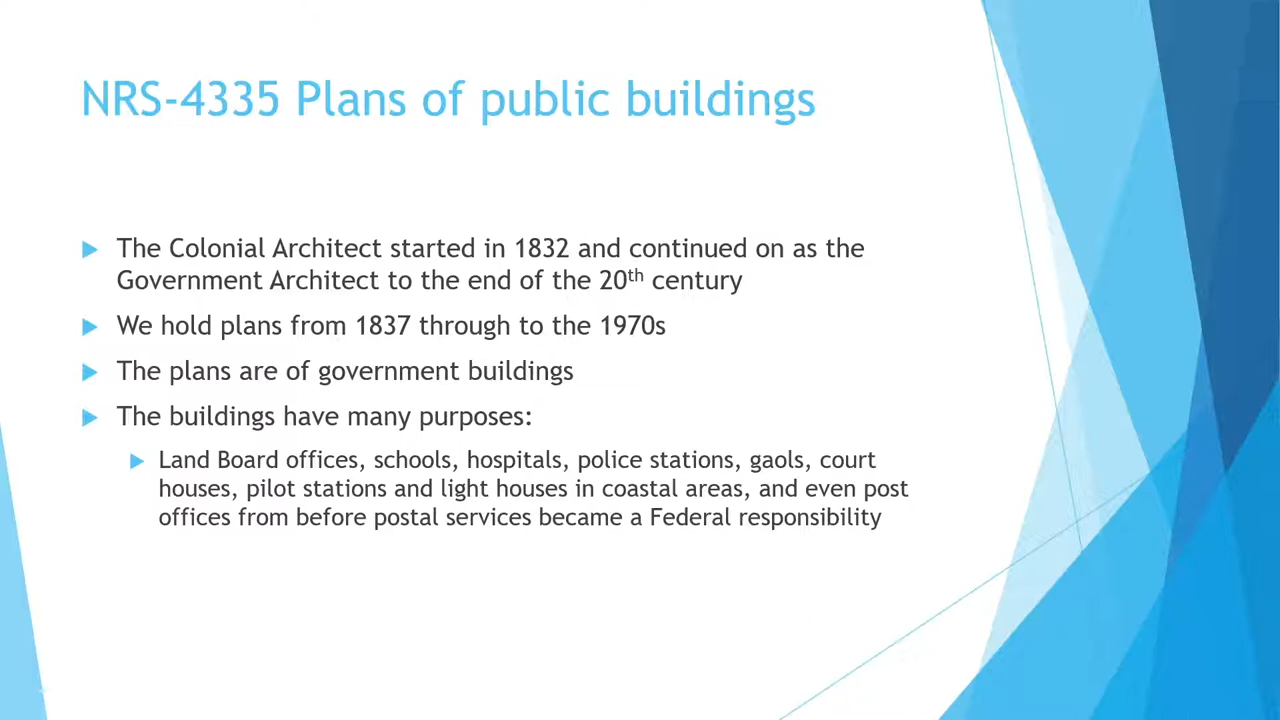 NRS-4335 Plans of public buildings
The Colonial Architect started in 1832 and continued on as the
Government Architect to the end of the 20th century
We hold plans from 1837 through to the 1970s
The plans are of government buildings
The buildings have many purposes:
Land Board offices, schools, hospitals, police stations, gaols, court
houses, pilot stations and light houses in coastal areas, and even post
offices from before postal services became a Federal responsibility